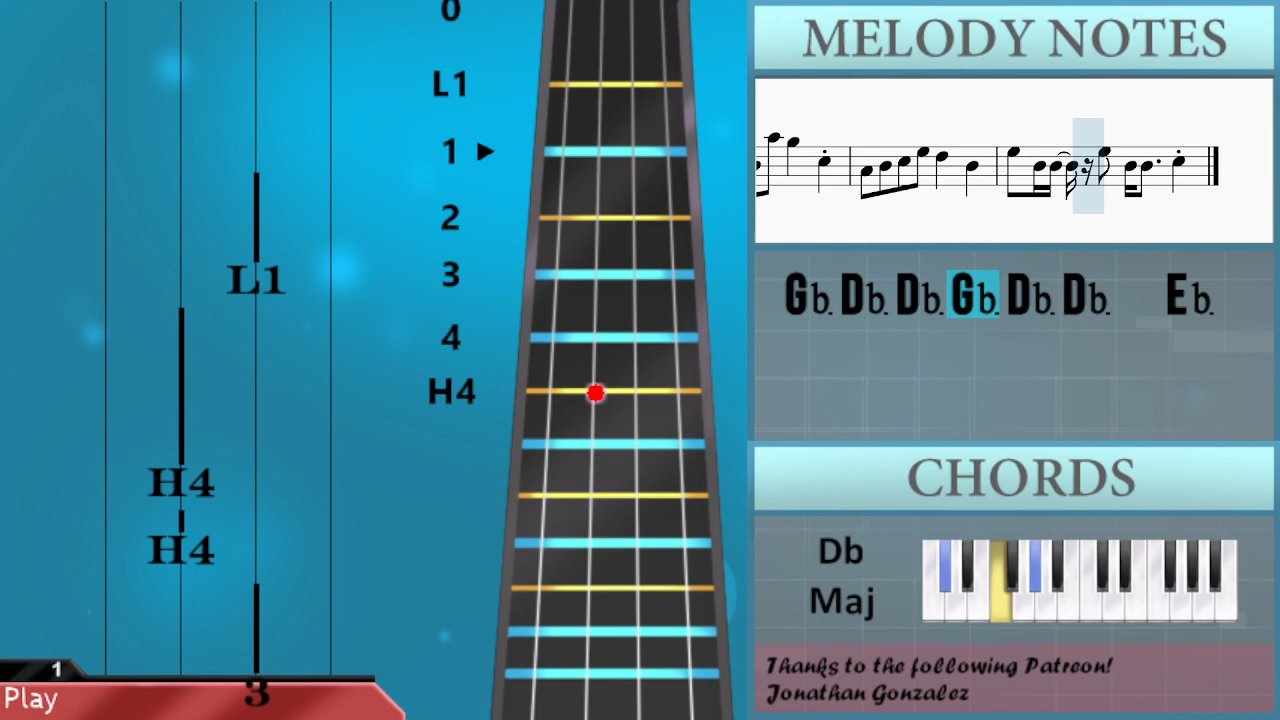 0
L1
1
2
3
4
H4
L1
H4
H4
3
1
Play
MELODY NOTES
Gb Db Db Gb Db Db Eb
CHORDS
Db
Maj
Thanks to the following Patreon!
Jonathan Gonzalez